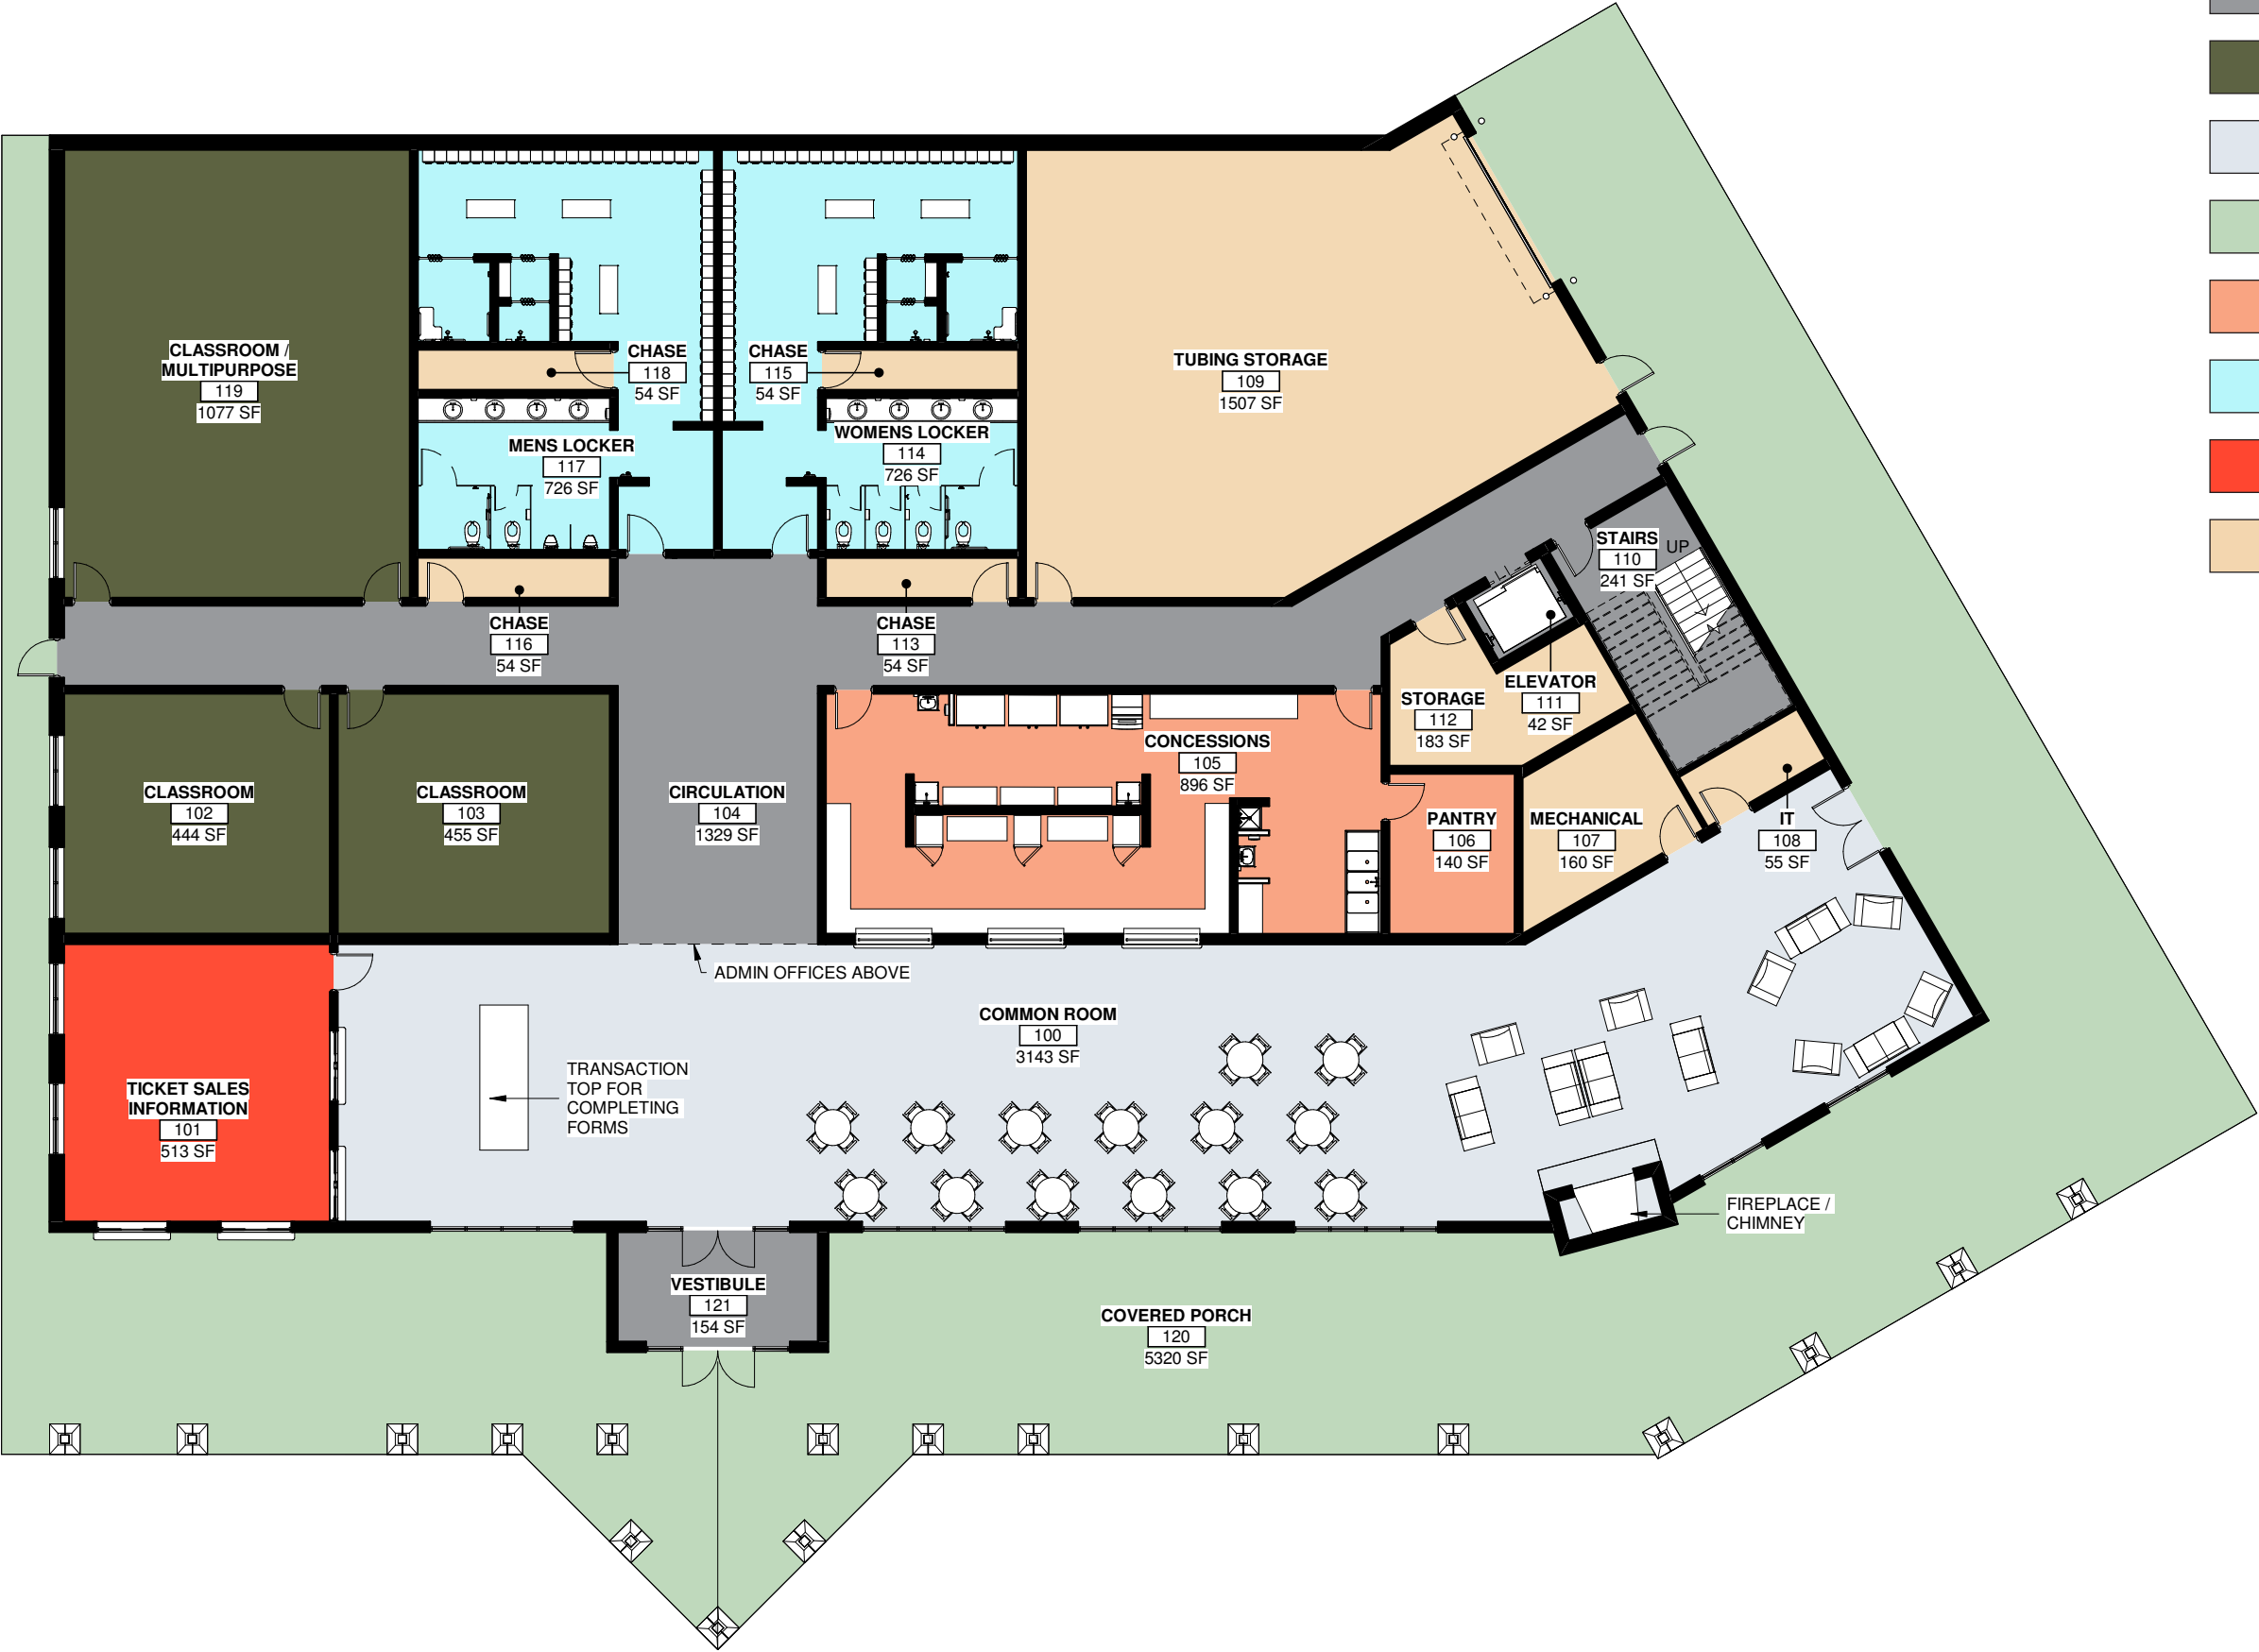 CLASSROOM /
MULTIPURPOSE
119
1077 SF
CHASE
118
54 SF
CHASE
115
54 SF
TUBING STORAGE
109
1507 SF
MENS LOCKER
117
726 SF
WOMENS LOCKER
114
726 SF
STAIRS
110
241 SF
UP
CHASE
116
54 SF
CHASE
113
54 SF
STORAGE
112
183 SF
ELEVATOR
111
42 SF
CLASSROOM
102
444 SF
CLASSROOM
103
455 SF
CIRCULATION
104
1329 SF
CONCESSIONS
105
896 SF
PANTRY
106
140 SF
MECHANICAL
107
160 SF
IT
108
55 SF
ADMIN OFFICES ABOVE
COMMON ROOM
100
3143 SF
TRANSACTION
TOP FOR
COMPLETING
FORMS
TICKET SALES
INFORMATION
101
513 SF
FIREPLACE /
CHIMNEY
VESTIBULE
121
154 SF
COVERED PORCH
120
5320 SF